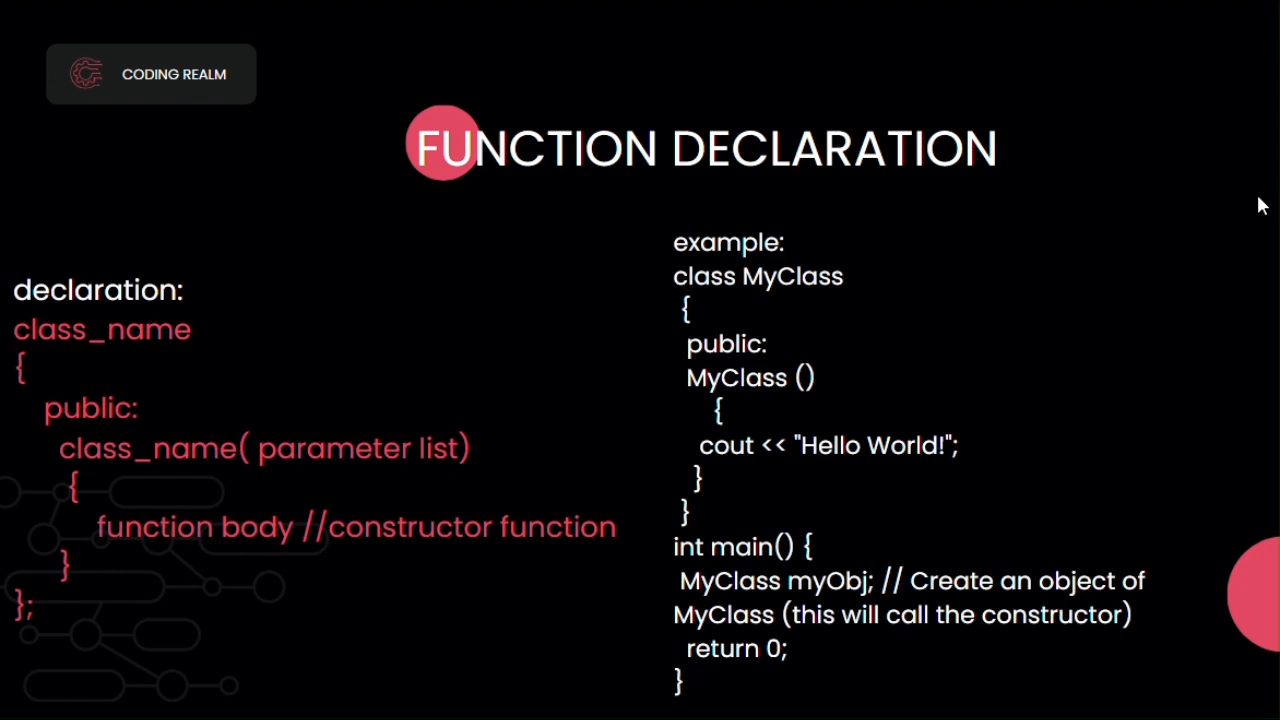 CODING REALM
FUNCTION DECLARATION
declaration:
class_name
{
public:
class_name( parameter list)
{
function body //constructor function
}
};
example:
class MyClass
{
public:
MyClass ()
{
cout << "Hello World!";
}
}
int main() {
MyClass myObj; // Create an object of
MyClass (this will call the constructor)
return 0;
}